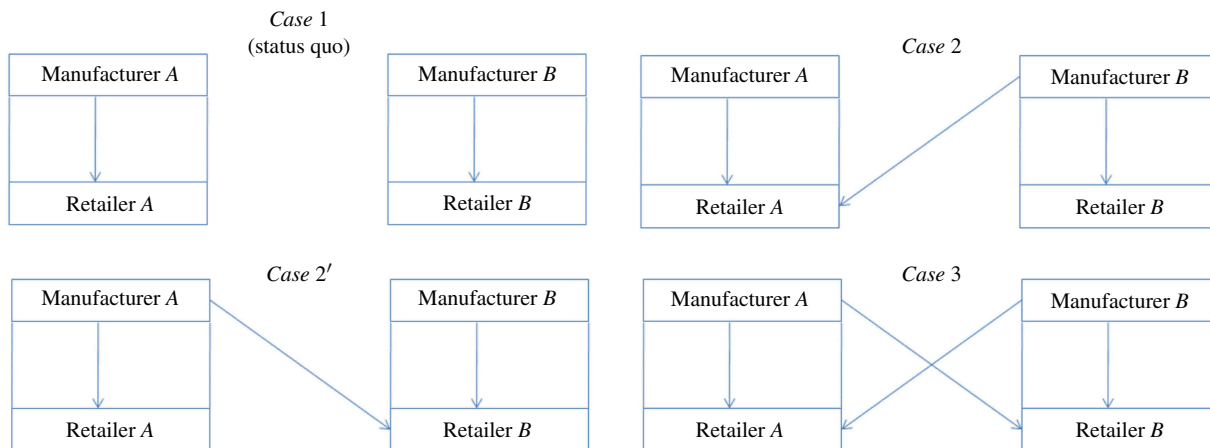 Case 1
(status quo)
Manufacturer A
Manufacturer B
Retailer A
Retailer B
Case 2
Manufacturer A
Manufacturer B
Retailer A
Retailer B
Case 2′
Manufacturer A
Manufacturer B
Retailer A
Retailer B
Case 3
Manufacturer A
Manufacturer B
Retailer A
Retailer B